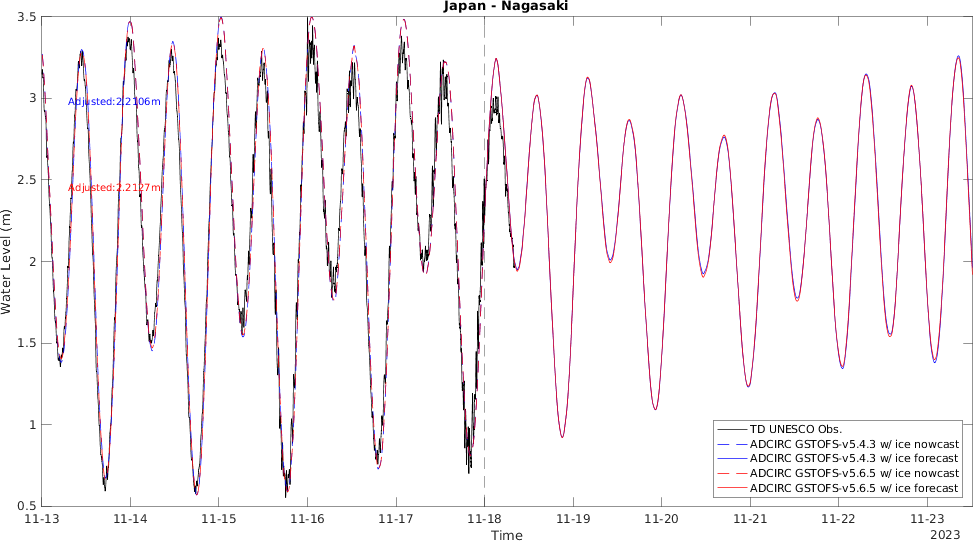 Japan - Nagasaki
3.5
3
2.5
2
1.5
1
0.5
Water Level (m)
Adjusted:2.2106m
Adjusted:2.2127m
TD UNESCO Obs.
ADCIRC GSTOFS-v5.4.3 w/ ice nowcast
ADCIRC GSTOFS-v5.4.3 w/ ice forecast
ADCIRC GSTOFS-v5.6.5 w/ ice nowcast
ADCIRC GSTOFS-v5.6.5 w/ ice forecast
11-13 11-14 11-15 11-16 11-17 11-18 11-19 11-20 11-21 11-22 11-23
Time
2023